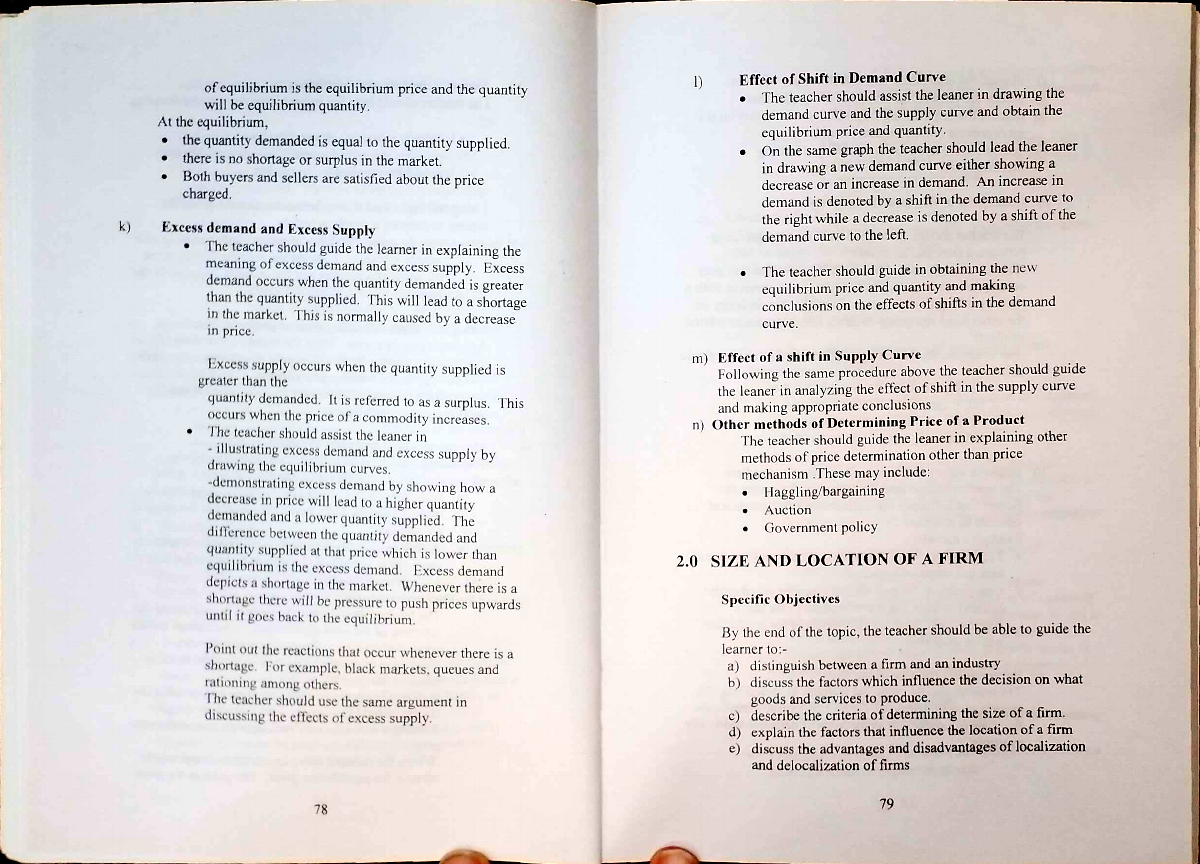 of equilibrium is the equilibrium price and the quantity
will be equilibrium quantity.
At the equilibrium,
• the quantity demanded is equal to the quantity supplied.
• there is no shortage or surplus in the market.
• Both buyers and sellers are satisfied about the price
charged.
k) Excess demand and Excess Supply
• The teacher should guide the learner in explaining the
meaning of excess demand and excess supply. Excess
demand occurs when the quantity demanded is greater
than the quantity supplied. This will lead to a shortage
in the market. This is normally caused by a decrease
in price.
Excess supply occurs when the quantity supplied is
greater than the
quantity demanded. It is referred to as a surplus. This
occurs when the price of a commodity increases.
• The teacher should assist the leaner in
- illustrating excess demand and excess supply by
drawing the equilibrium curves.
-demonstrating excess demand by showing how a
decrease in price will lead to a higher quantity
demanded and a lower quantity supplied. The
difference between the quantity demanded and
quantity supplied at that price which is lower than
equilibrium is the excess demand. Excess demand
depicts a shortage in the market. Whenever there is a
shortage there will be pressure to push prices upwards
until it goes back to the equilibrium.
Point out the reactions that occur whenever there is a
shortage. For example, black markets, queues and
rationing among others.
The teacher should use the same argument in
discussing the effects of excess supply.
78
l) Effect of Shift in Demand Curve
• The teacher should assist the leaner in drawing the
demand curve and the supply curve and obtain the
equilibrium price and quantity.
• On the same graph the teacher should lead the leaner
in drawing a new demand curve either showing a
decrease or an increase in demand. An increase in
demand is denoted by a shift in the demand curve to
the right while a decrease is denoted by a shift of the
demand curve to the left.
• The teacher should guide in obtaining the new
equilibrium price and quantity and making
conclusions on the effects of shifts in the demand
curve.
m) Effect of a shift in Supply Curve
Following the same procedure above the teacher should guide
the leaner in analyzing the effect of shift in the supply curve
and making appropriate conclusions
n) Other methods of Determining Price of a Product
The teacher should guide the leaner in explaining other
methods of price determination other than price
mechanism .These may include:
• Haggling/bargaining
• Auction
• Government policy
2.0 SIZE AND LOCATION OF A FIRM
Specific Objectives
By the end of the topic, the teacher should be able to guide the
learner to:-
a) distinguish between a firm and an industry
b) discuss the factors which influence the decision on what
goods and services to produce.
c) describe the criteria of determining the size of a firm.
d) explain the factors that influence the location of a firm
e) discuss the advantages and disadvantages of localization
and delocalization of firms
79